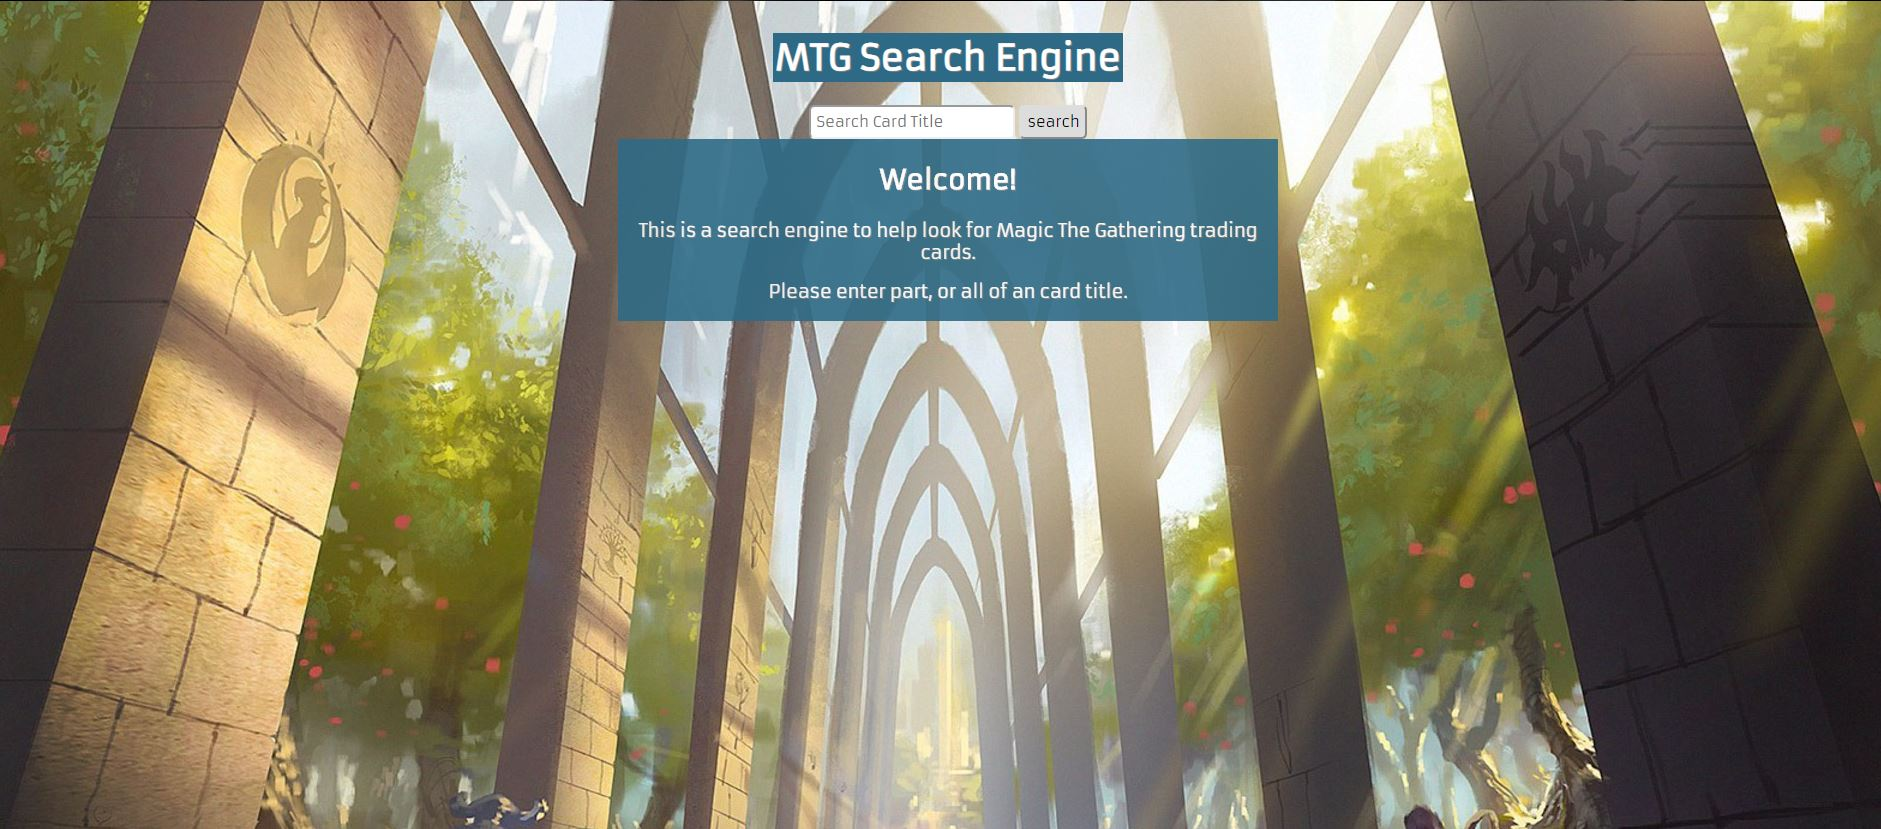 MTG Search Engine
Search Card Title
search
Welcome!
This is a search engine to help look for Magic The Gathering trading
cards.
Please enter part, or all of an card title.